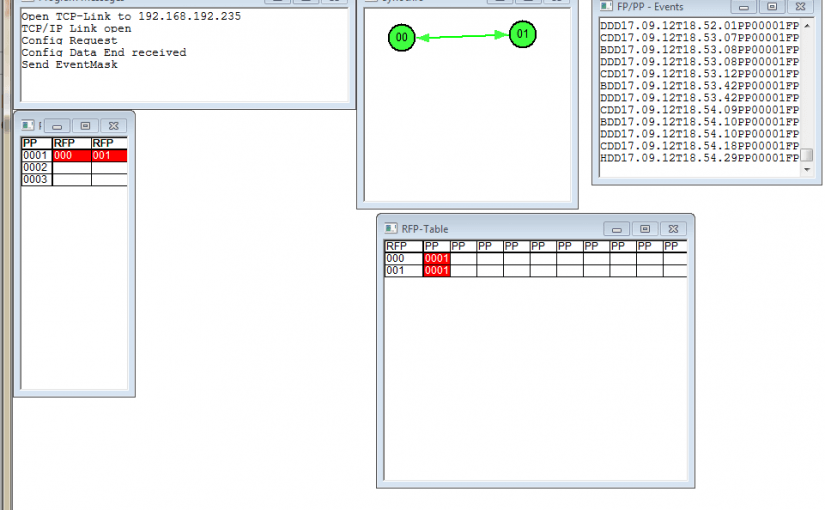 Open TCP-Link to 192.168.192.235
TCP/IP Link open
Config Request
Config Data End received
Send EventMask
00
01
FP/PP - Events
DDD17.09.12T18.52.01PP00001FP
CDD17.09.12T18.53.07PP00001FP
BDD17.09.12T18.53.08PP00001FP
DDD17.09.12T18.53.08PP00001FP
CDD17.09.12T18.53.12PP00001FP
BDD17.09.12T18.53.42PP00001FP
DDD17.09.12T18.53.42PP00001FP
CDD17.09.12T18.54.09PP00001FP
BDD17.09.12T18.54.10PP00001FP
DDD17.09.12T18.54.10PP00001FP
CDD17.09.12T18.54.18PP00001FP
HDD17.09.12T18.54.29PP00001FP
PP RFP RFP
0001 000 001
0002
0003
RFP-Table
RFP PP PP PP PP PP PP PP PP PP PP
000 0001
001 0001